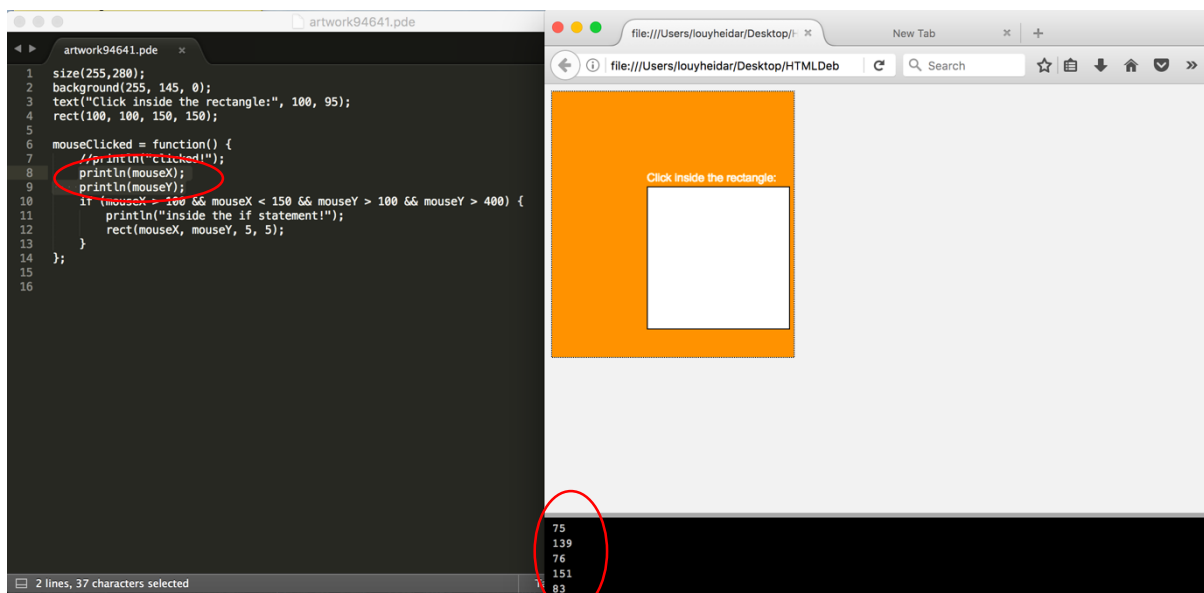 artwork94641.pde
artwork94641.pde ×
1 size(255,280);
2 background(255, 145, 0);
3 text("Click inside the rectangle:", 100, 95);
4 rect(100, 100, 150, 150);
5
6 mouseClicked = function() {
7 //println("clicked!");
8 println(mouseX);
9 println(mouseY);
10 if (mouseX > 100 && mouseX < 150 && mouseY > 100 && mouseY > 400) {
11 println("inside the if statement!");
12 rect(mouseX, mouseY, 5, 5);
13 }
14 };
15
16
2 lines, 37 characters selected
file:///Users/louyheidar/Desktop/H × New Tab × +
file:///Users/louyheidar/Desktop/HTMLDeb Search »
Click inside the rectangle:
75
139
76
151
83